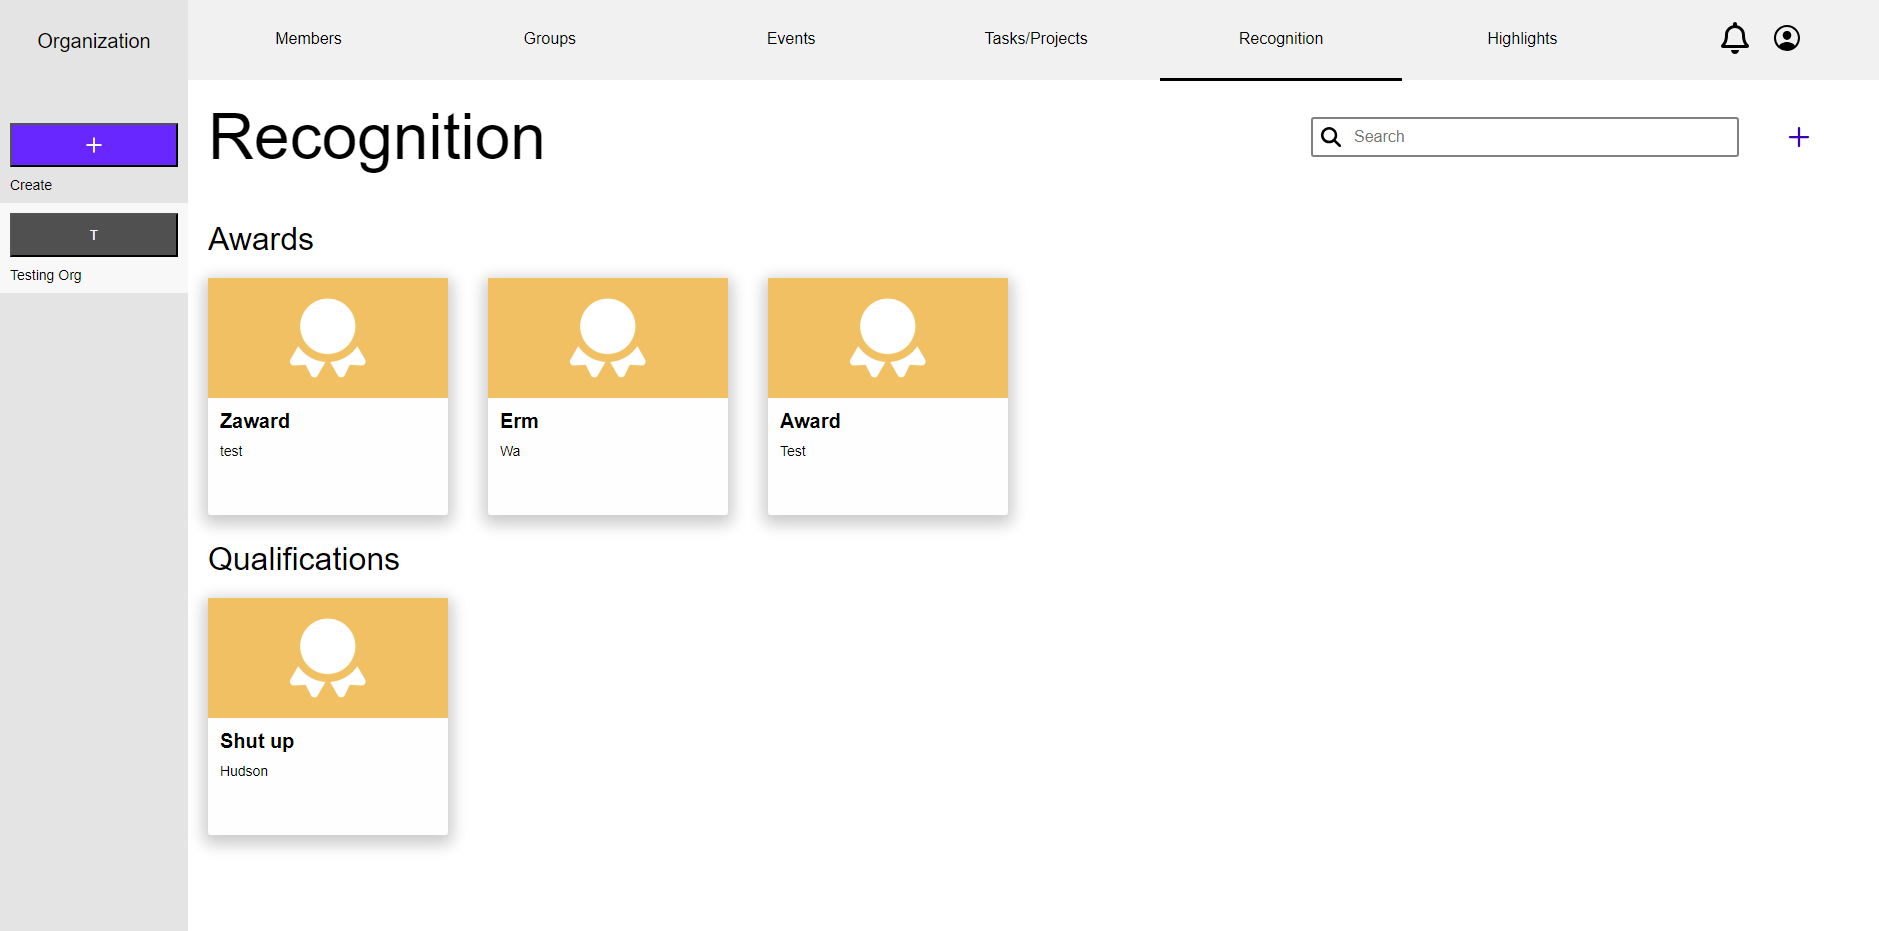 Organization
Members
Groups
Events
Tasks/Projects
Recognition
Highlights
Create
T
Testing Org
Recognition
Search
Awards
Zaward
test
Erm
Wa
Award
Test
Qualifications
Shut up
Hudson